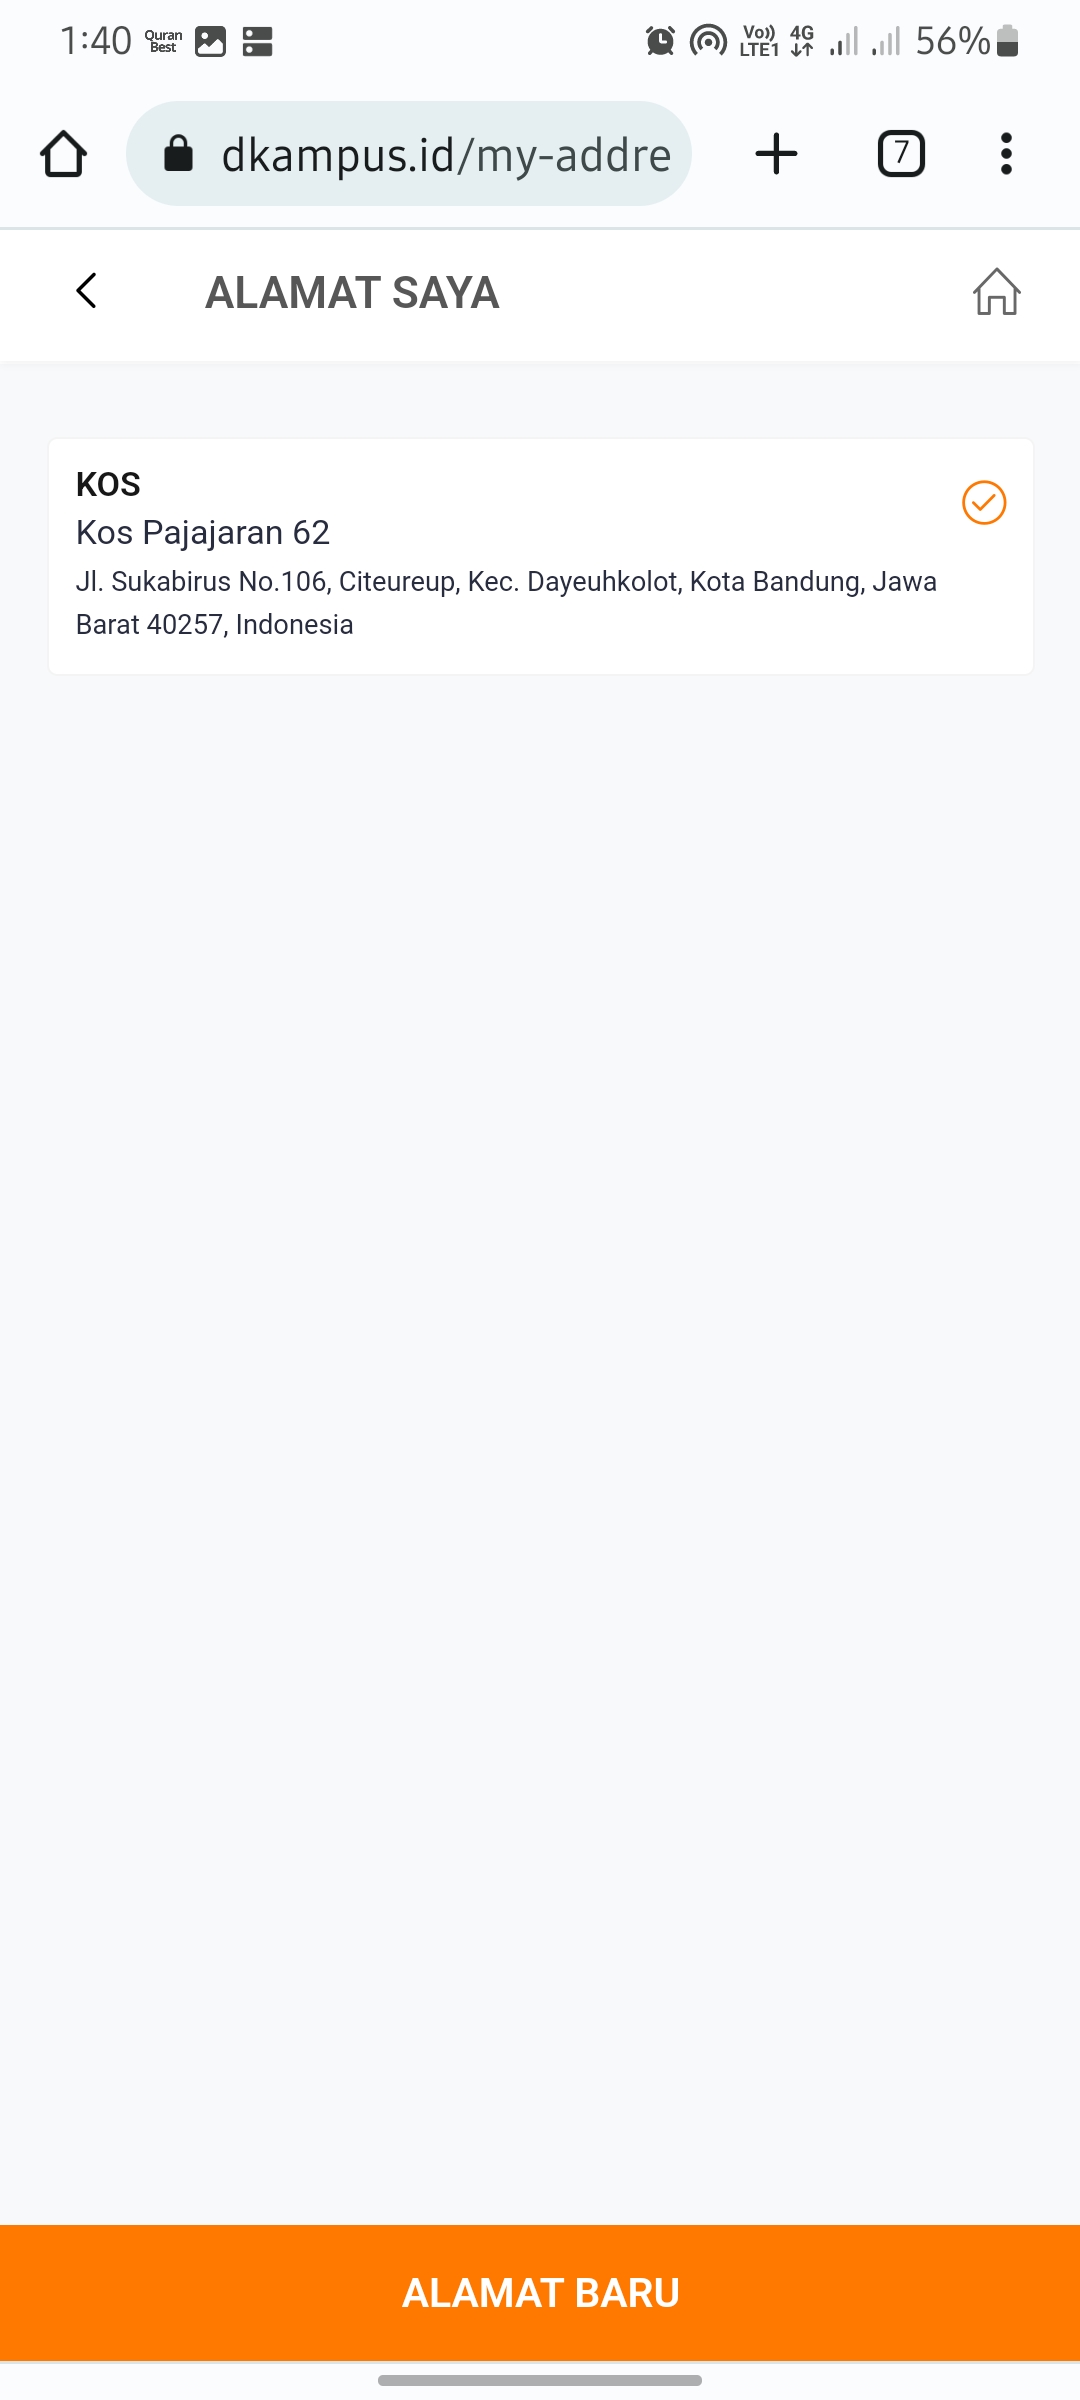 1:40 Quran Best Vo)) LTE1 4G 56%
dkampus.id/my-addre 7
ALAMAT SAYA
KOS
Kos Pajajaran 62
Jl. Sukabirus No.106, Citeureup, Kec. Dayeuhkolot, Kota Bandung, Jawa
Barat 40257, Indonesia
ALAMAT BARU